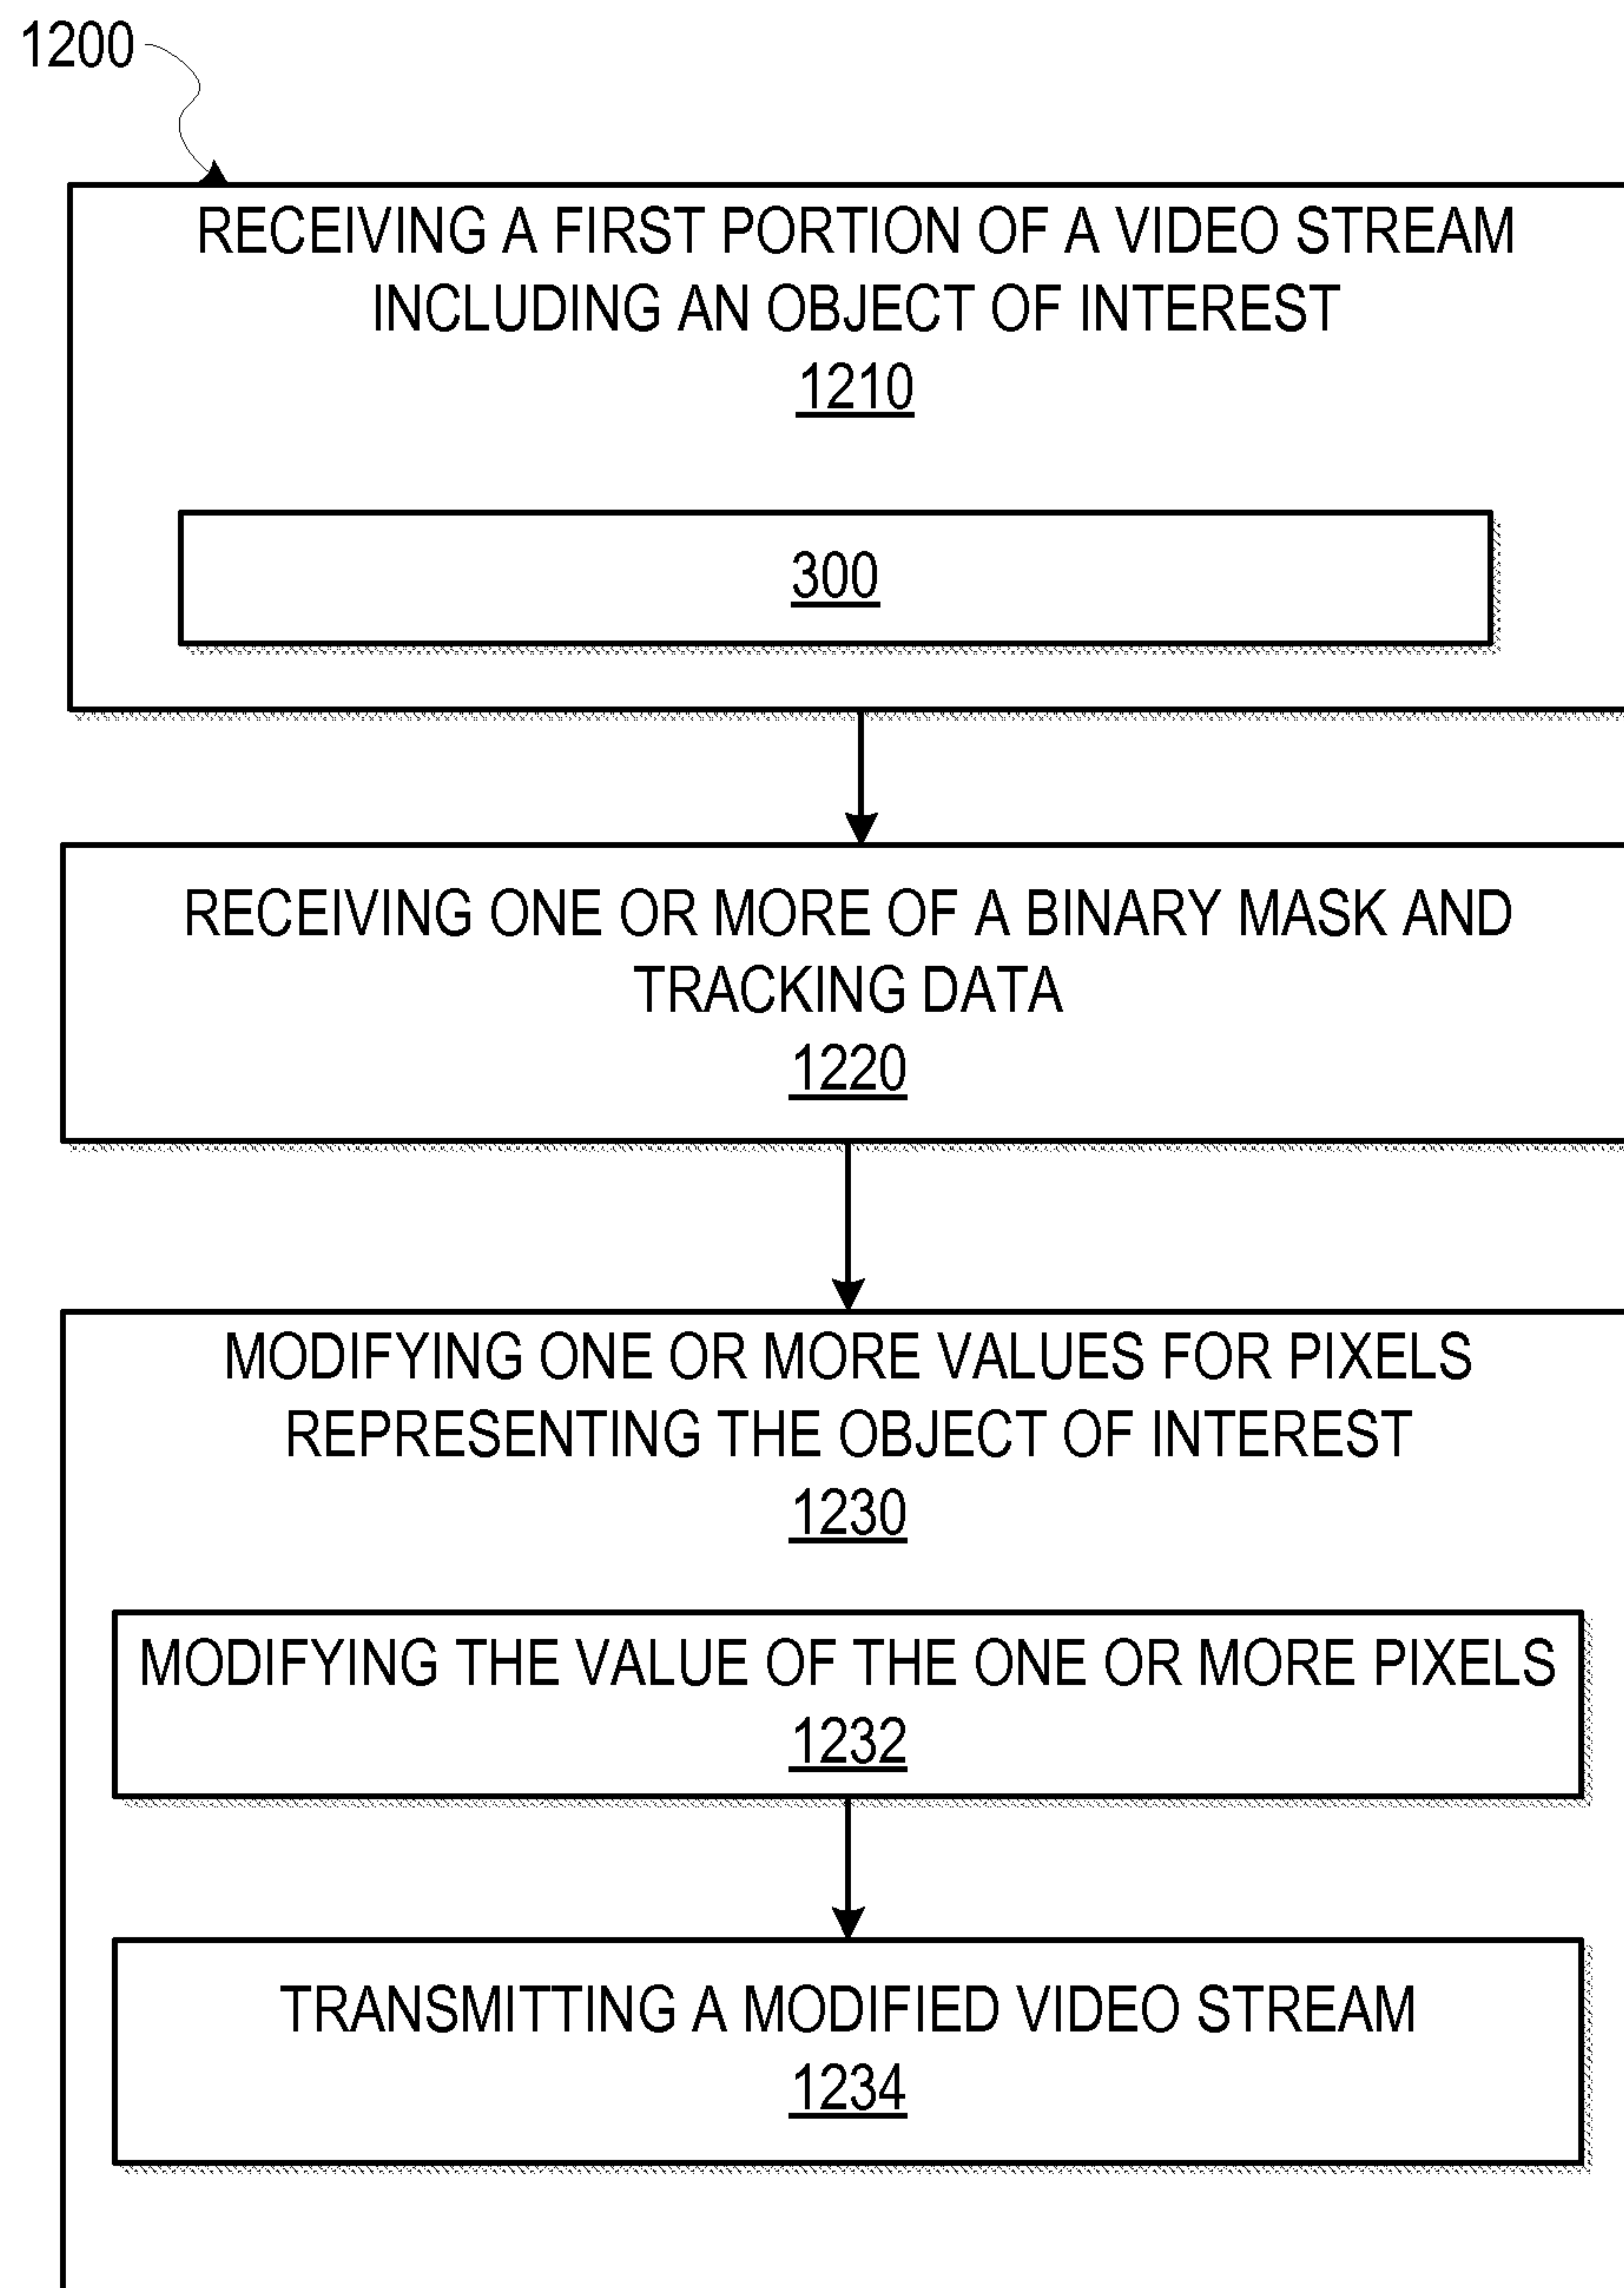 1200
RECEIVING A FIRST PORTION OF A VIDEO STREAM
INCLUDING AN OBJECT OF INTEREST
1210
300
RECEIVING ONE OR MORE OF A BINARY MASK AND
TRACKING DATA
1220
MODIFYING ONE OR MORE VALUES FOR PIXELS
REPRESENTING THE OBJECT OF INTEREST
1230
MODIFYING THE VALUE OF THE ONE OR MORE PIXELS
1232
TRANSMITTING A MODIFIED VIDEO STREAM
1234